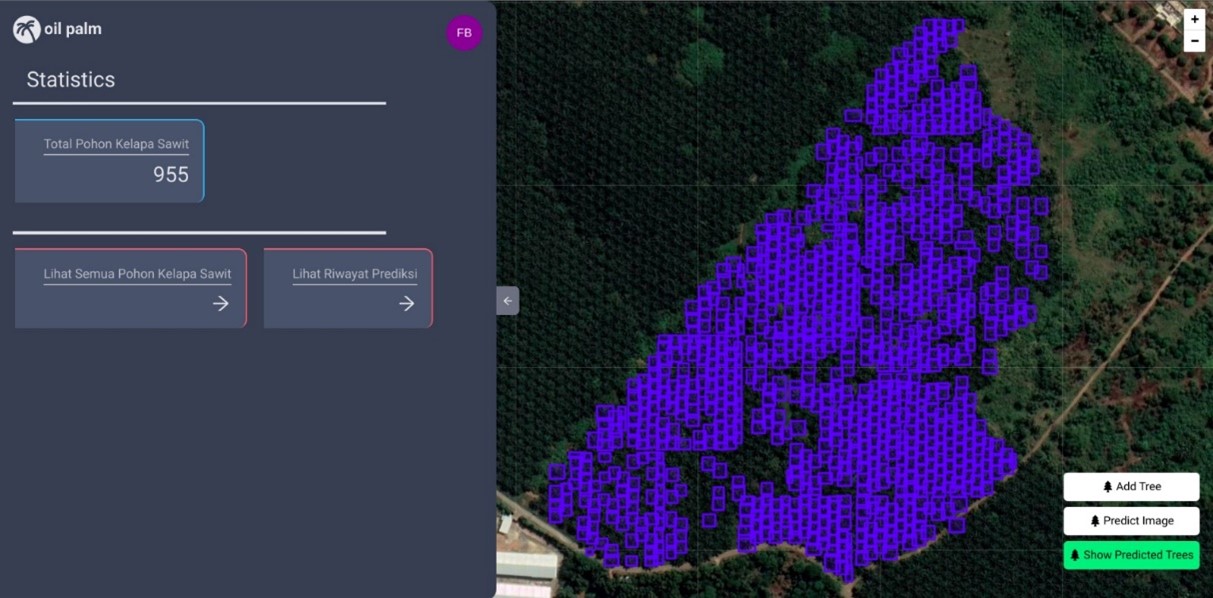 oil palm
FB
Statistics
Total Pohon Kelapa Sawit
955
Lihat Semua Pohon Kelapa Sawit
Lihat Riwayat Prediksi
+
-
Add Tree
Predict Image
Show Predicted Trees